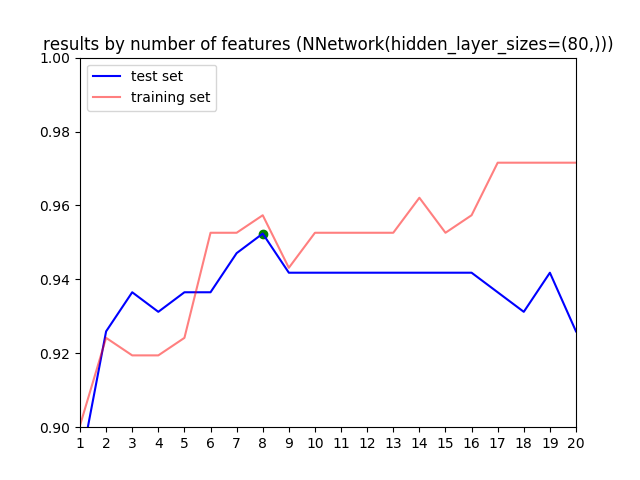 results by number of features (NNetwork(hidden_layer_sizes=(80,)))
1.00
test set
training set
0.98
0.96
0.94
0.92
0.90
1 2 3 4 5 6 7 8 9 10 11 12 13 14 15 16 17 18 19 20